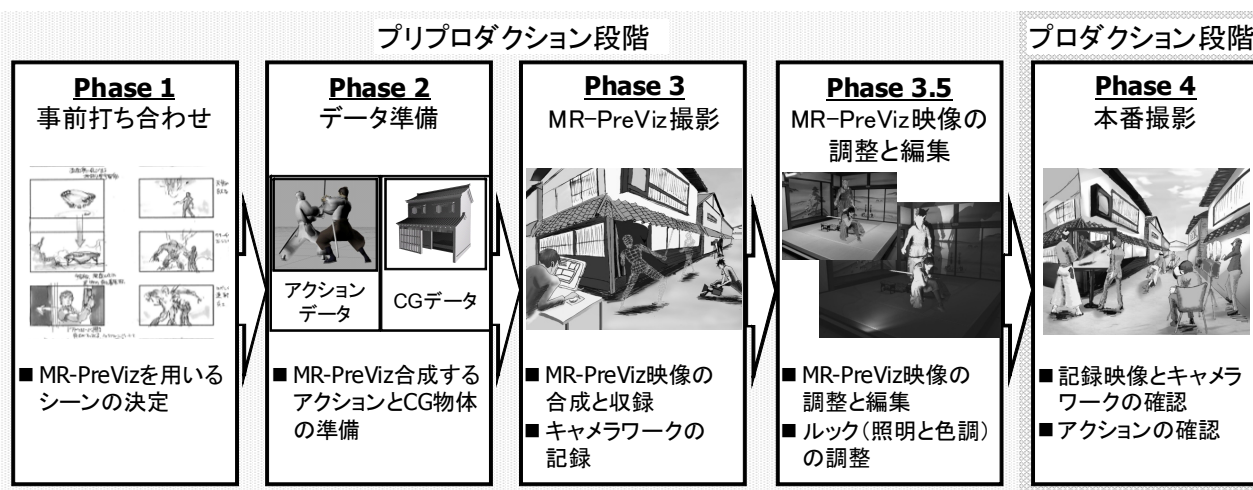 プリプロダクション段階
プロダクション段階
Phase 1
事前打ち合わせ
■ MR-PreVizを用いる
シーンの決定
Phase 2
データ準備
アクション
データ
CGデータ
■ MR-PreViz合成する
アクションとCG物体
の準備
Phase 3
MR-PreViz撮影
■ MR-PreViz映像の
合成と収録
■ キャメラワークの
記録
Phase 3.5
MR-PreViz映像の
調整と編集
■ MR-PreViz映像の
調整と編集
■ ルック（照明と色調）
の調整
Phase 4
本番撮影
■ 記録映像とキャメラ
ワークの確認
■ アクションの確認